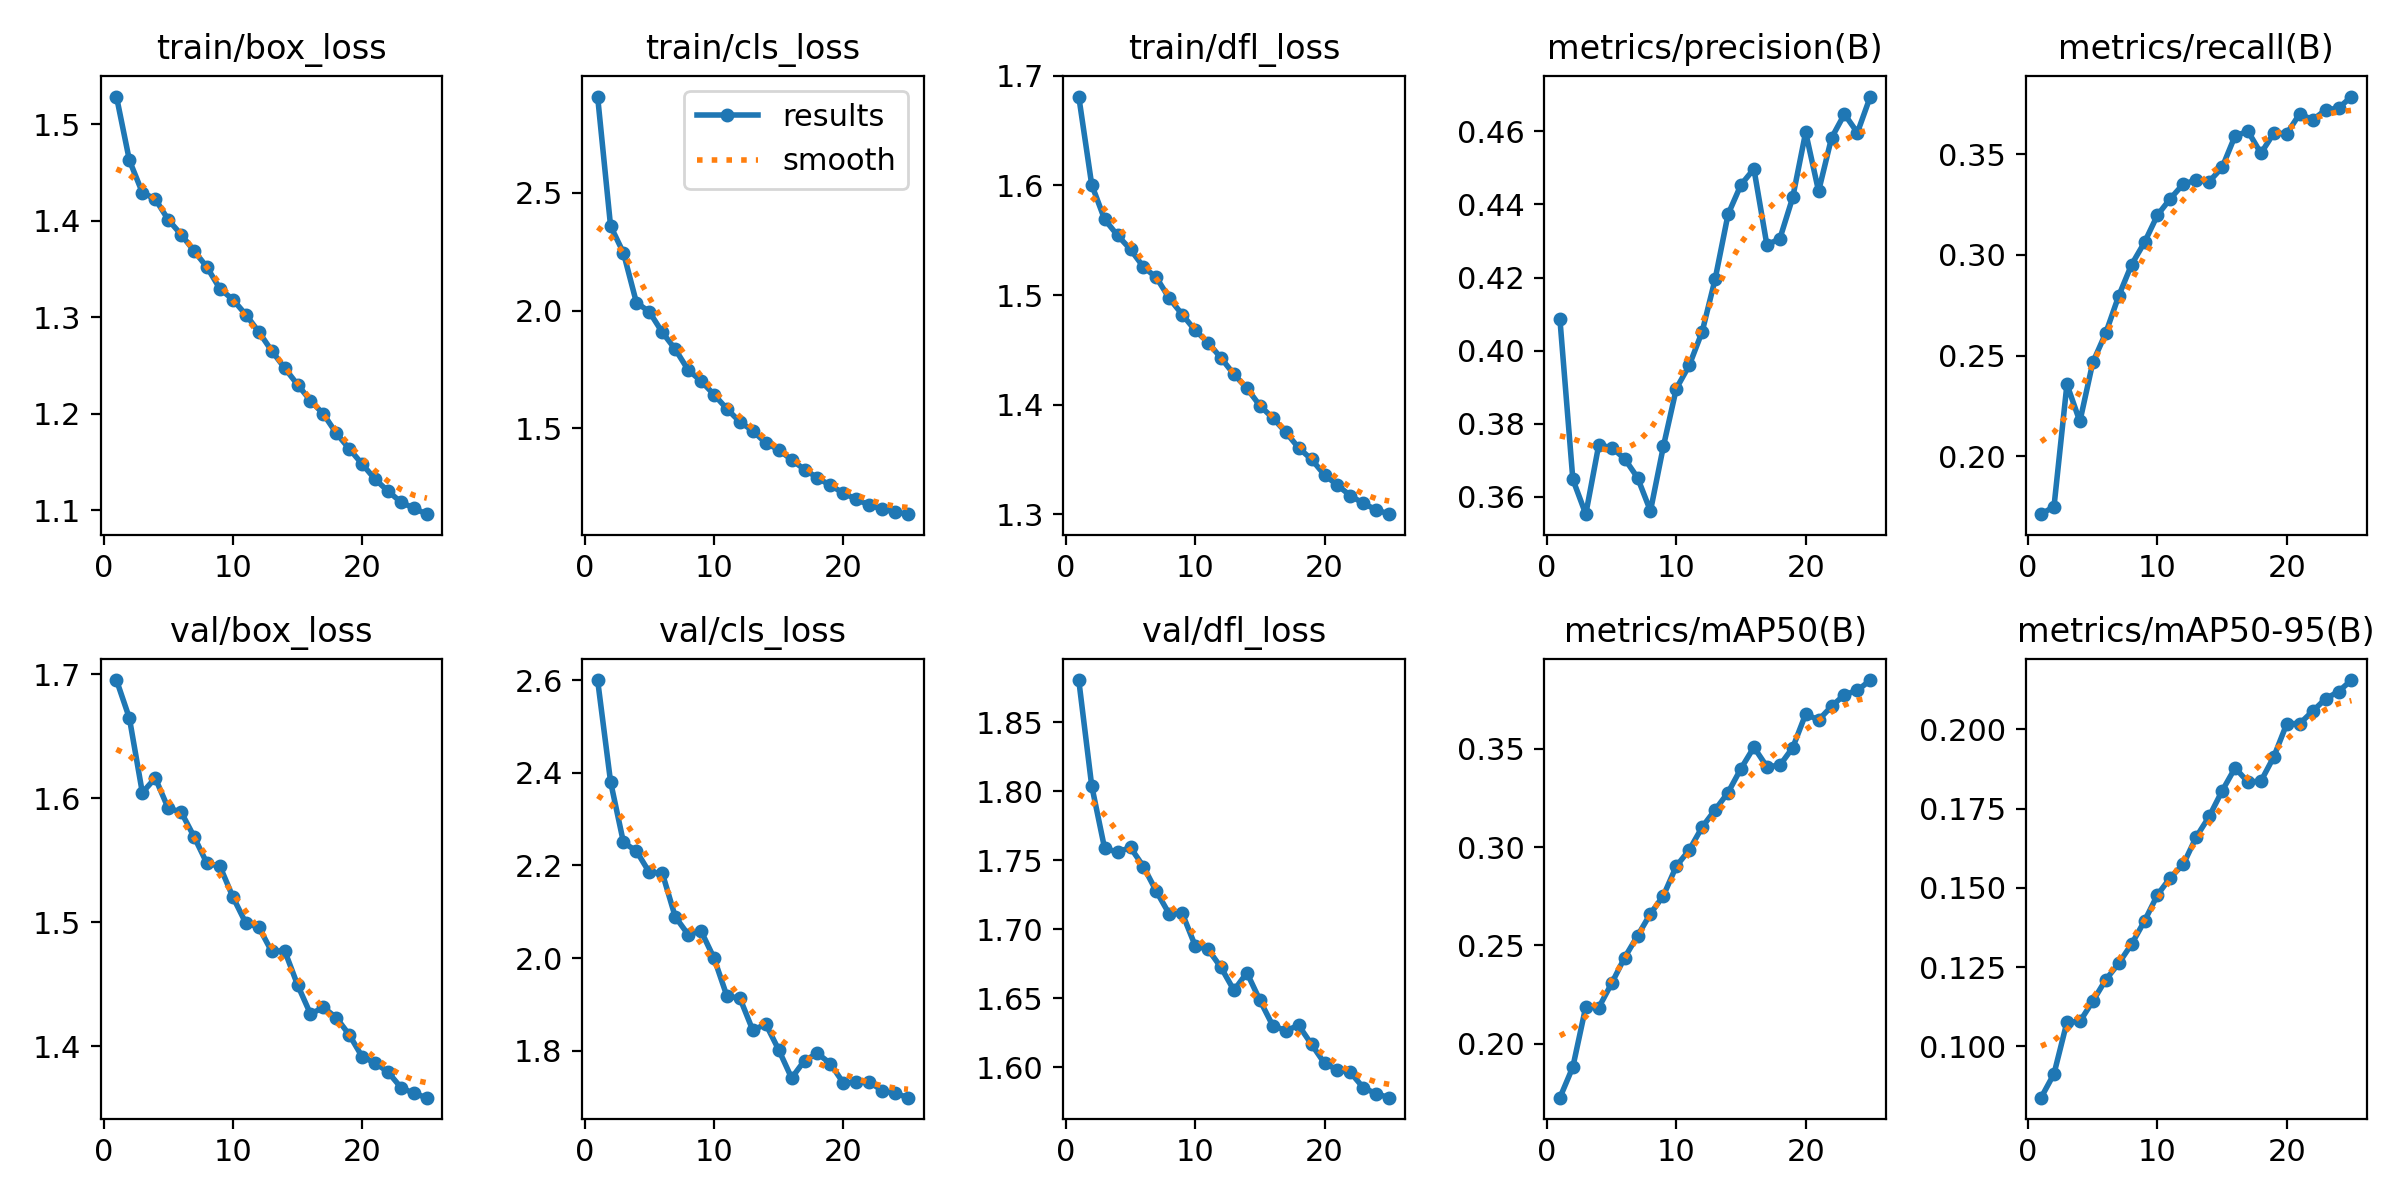 train/box_loss
1.5
1.4
1.3
1.2
1.1
0 10 20
train/cls_loss
results
smooth
2.5
2.0
1.5
0 10 20
train/dfl_loss
1.7
1.6
1.5
1.4
1.3
0 10 20
metrics/precision(B)
0.46
0.44
0.42
0.40
0.38
0.36
0 10 20
metrics/recall(B)
0.35
0.30
0.25
0.20
0 10 20
val/box_loss
1.7
1.6
1.5
1.4
0 10 20
val/cls_loss
2.6
2.4
2.2
2.0
1.8
0 10 20
val/dfl_loss
1.85
1.80
1.75
1.70
1.65
1.60
0 10 20
metrics/mAP50(B)
0.35
0.30
0.25
0.20
0 10 20
metrics/mAP50-95(B)
0.200
0.175
0.150
0.125
0.100
0 10 20